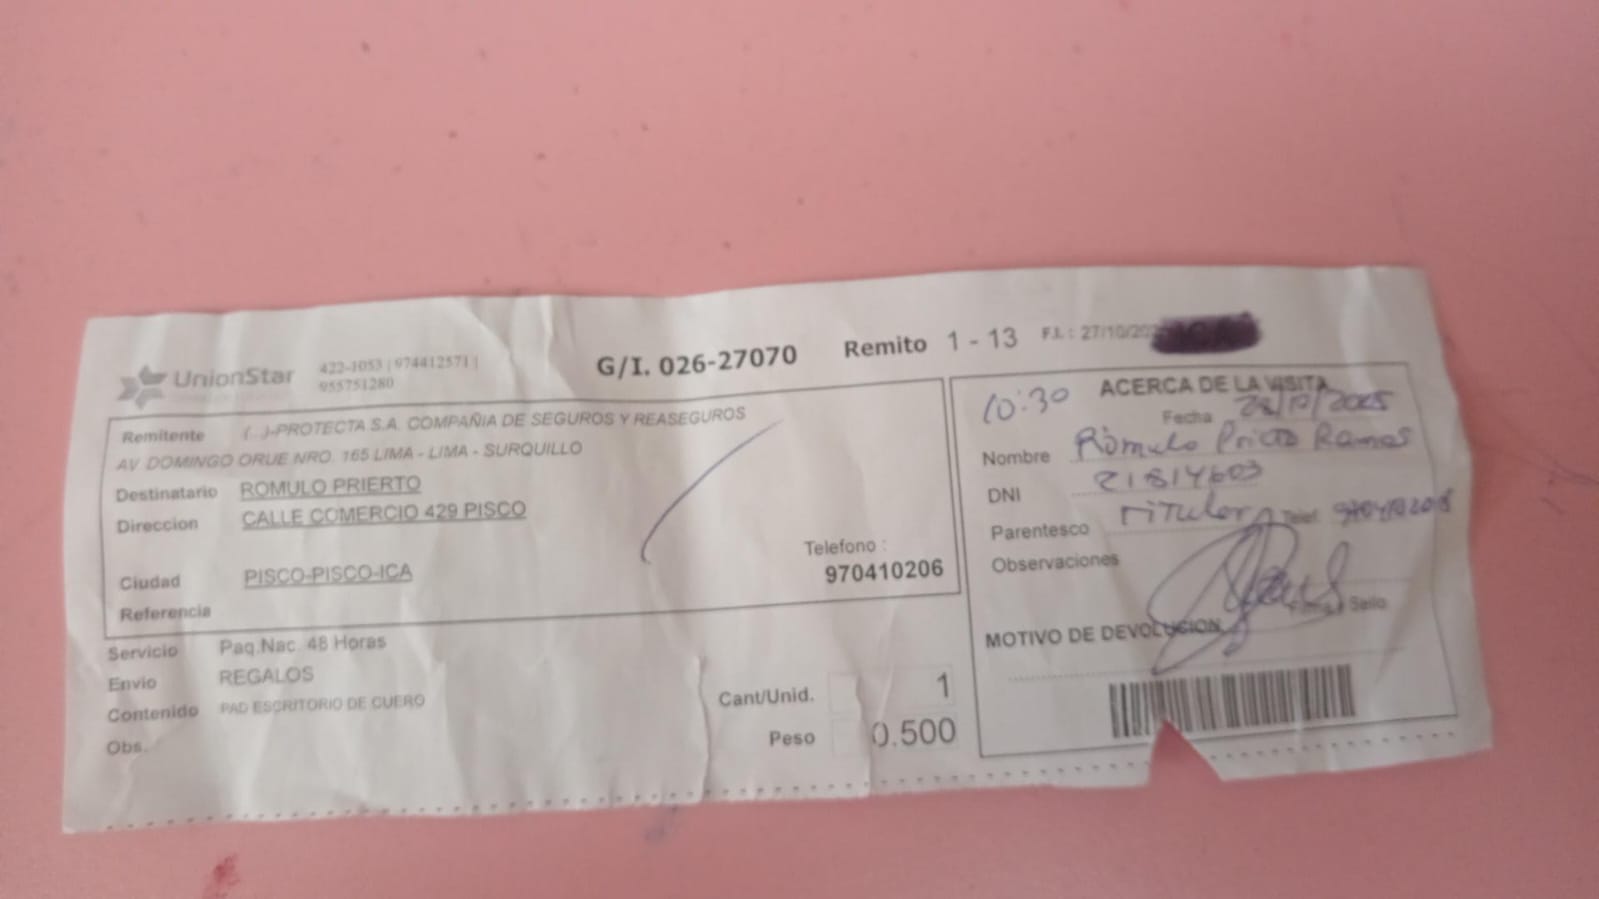 UnionStar
422-1053 | 974412571 |
955751280
G/I. 026-27070
Remito 1 - 13
F.I.: 27/10/202
Remitente (...)-PROTECTA S.A. COMPAÑIA DE SEGUROS Y REASEGUROS
AV. DOMINGO ORUE NRO. 165 LIMA - LIMA - SURQUILLO
Destinatario ROMULO PRIERTO
Direccion CALLE COMERCIO 429 PISCO
Telefono :
970410206
Ciudad PISCO-PISCO-ICA
Referencia
Servicio Paq.Nac. 48 Horas
Envio REGALOS
Contenido PAD ESCRITORIO DE CUERO
Obs.
Cant/Unid. 1
Peso 0.500
ACERCA DE LA VISITA
10:30
Fecha 28/10/2025
Nombre Rómulo Prieto Ramos
DNI 21814603
Parentesco TiTular Telef.
Observaciones
Firma y Sello
MOTIVO DE DEVOLUCION